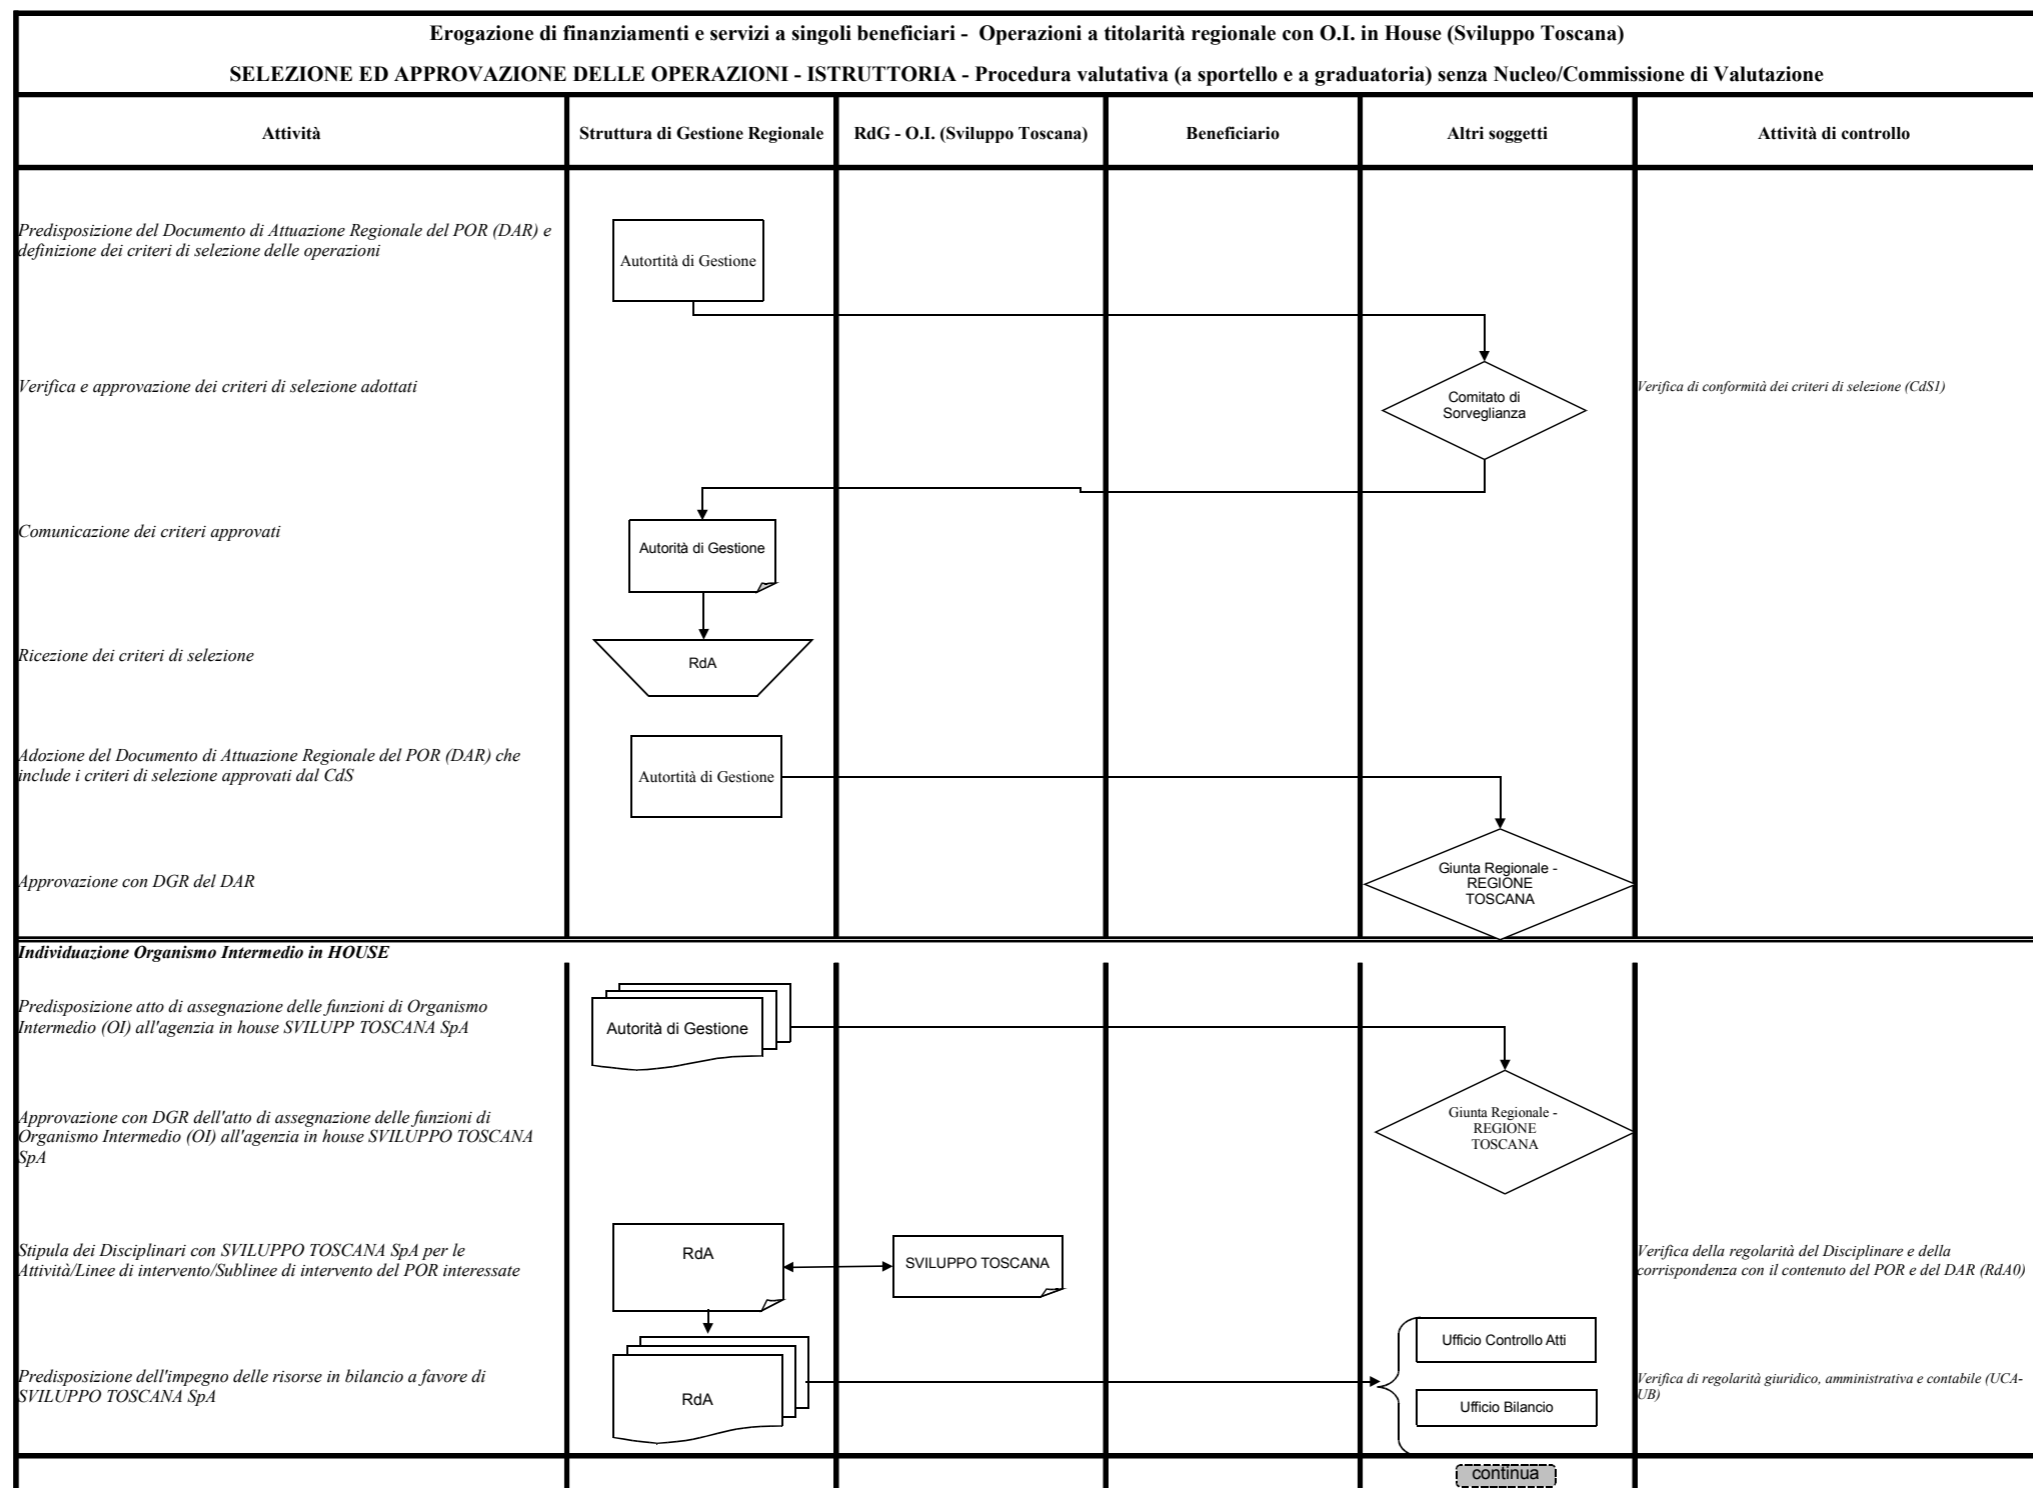 Erogazione di finanziamenti e servizi a singoli beneficiari - Operazioni a titolarità regionale con O.I. in House (Sviluppo Toscana)
SELEZIONE ED APPROVAZIONE DELLE OPERAZIONI - ISTRUTTORIA - Procedura valutativa (a sportello e a graduatoria) senza Nucleo/Commissione di Valutazione
Attività
Struttura di Gestione Regionale
RdG - O.I. (Sviluppo Toscana)
Beneficiario
Altri soggetti
Attività di controllo
Predisposizione del Documento di Attuazione Regionale del POR (DAR) e
definizione dei criteri di selezione delle operazioni
Autortità di Gestione
Verifica e approvazione dei criteri di selezione adottati
Comitato di
Sorveglianza
Verifica di conformità dei criteri di selezione (CdS1)
Comunicazione dei criteri approvati
Autorità di Gestione
Ricezione dei criteri di selezione
RdA
Adozione del Documento di Attuazione Regionale del POR (DAR) che
include i criteri di selezione approvati dal CdS
Autortità di Gestione
Approvazione con DGR del DAR
Giunta Regionale -
REGIONE
TOSCANA
Individuazione Organismo Intermedio in HOUSE
Predisposizione atto di assegnazione delle funzioni di Organismo
Intermedio (OI) all'agenzia in house SVILUPP TOSCANA SpA
Autorità di Gestione
Approvazione con DGR dell'atto di assegnazione delle funzioni di
Organismo Intermedio (OI) all'agenzia in house SVILUPPO TOSCANA
SpA
Giunta Regionale -
REGIONE
TOSCANA
Stipula dei Disciplinari con SVILUPPO TOSCANA SpA per le
Attività/Linee di intervento/Sublinee di intervento del POR interessate
RdA
SVILUPPO TOSCANA
Verifica della regolarità del Disciplinare e della
corrispondenza con il contenuto del POR e del DAR (RdA0)
Predisposizione dell'impegno delle risorse in bilancio a favore di
SVILUPPO TOSCANA SpA
RdA
Ufficio Controllo Atti
Ufficio Bilancio
Verifica di regolarità giuridico, amministrativa e contabile (UCA-
UB)
continua